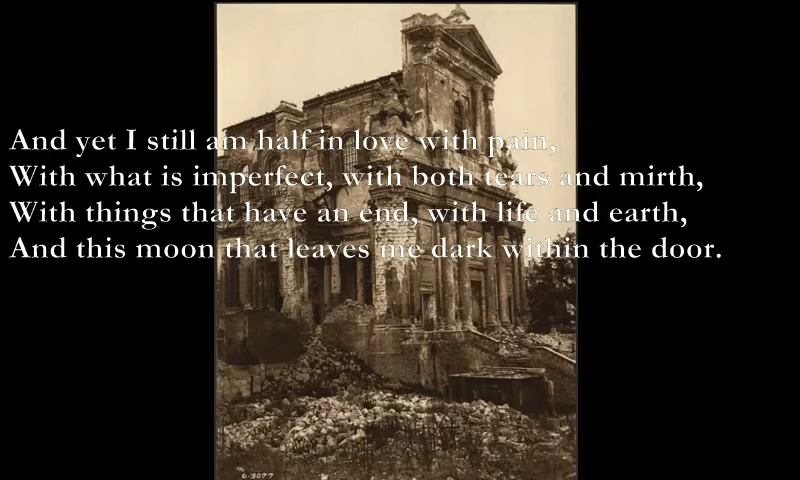 And yet I still am half in love with pain,
With what is imperfect, with both tears and mirth,
With things that have an end, with life and earth,
And this moon that leaves me dark within the door.
O-3077